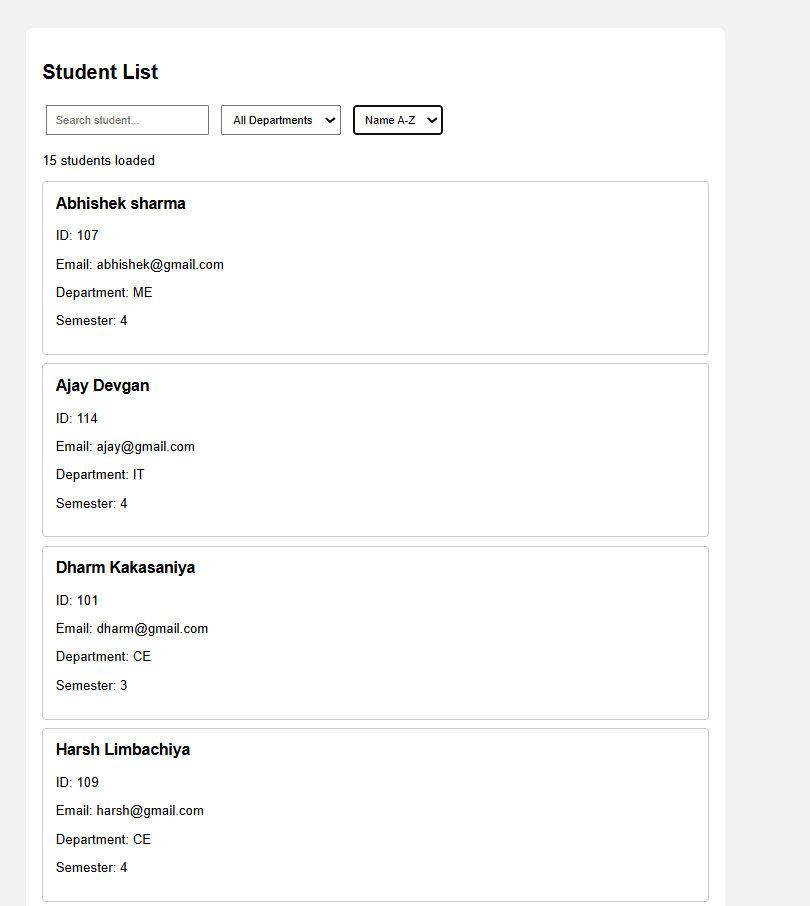 Student List
Search student... All Departments Name A-Z
15 students loaded
Abhishek sharma
ID: 107
Email: abhishek@gmail.com
Department: ME
Semester: 4
Ajay Devgan
ID: 114
Email: ajay@gmail.com
Department: IT
Semester: 4
Dharm Kakasaniya
ID: 101
Email: dharm@gmail.com
Department: CE
Semester: 3
Harsh Limbachiya
ID: 109
Email: harsh@gmail.com
Department: CE
Semester: 4